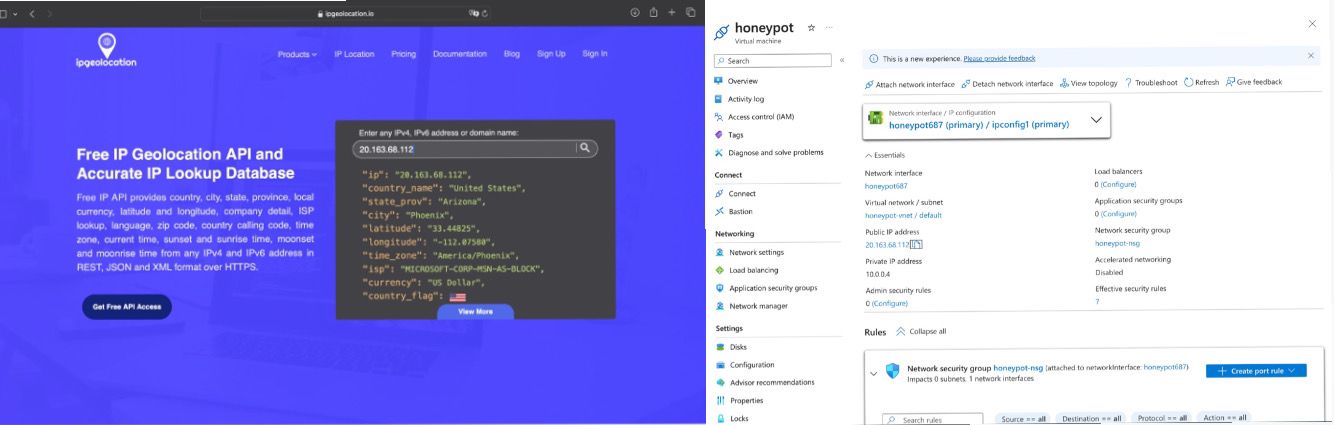 ipgeolocation.io
ipgeolocation
Products
IP Location
Pricing
Documentation
Blog
Sign Up
Sign In
Free IP Geolocation API and
Accurate IP Lookup Database
Free IP API provides country, city, state, province, local
currency, latitude and longitude, company detail, ISP
lookup, language, zip code, country calling code, time
zone, current time, sunset and sunrise time, moonset
and moonrise time from any IPv4 and IPv6 address in
REST, JSON and XML format over HTTPS.
Get Free API Access
Enter any IPv4, IPv6 address or domain name:
20.163.68.112
"ip": "20.163.68.112",
"country_name": "United States",
"state_prov": "Arizona",
"city": "Phoenix",
"latitude": "33.44825",
"longitude": "-112.07580",
"time_zone": "America/Phoenix",
"isp": "MICROSOFT-CORP-MSN-AS-BLOCK",
"currency": "US Dollar",
"country_flag":
View More
honeypot
Virtual machine
Search
Overview
Activity log
Access control (IAM)
Tags
Diagnose and solve problems
Connect
Connect
Bastion
Networking
Network settings
Load balancing
Application security groups
Network manager
Settings
Disks
Configuration
Advisor recommendations
Properties
Locks
This is a new experience. Please provide feedback
Attach network interface
Detach network interface
View topology
Troubleshoot
Refresh
Give feedback
Network interface / IP configuration
honeypot687 (primary) / ipconfig1 (primary)
Essentials
Network interface
honeypot687
Virtual network / subnet
honeypot-vnet / default
Public IP address
20.163.68.112
Private IP address
10.0.0.4
Admin security rules
0 (Configure)
Load balancers
0 (Configure)
Application security groups
0 (Configure)
Network security group
honeypot-nsg
Accelerated networking
Disabled
Effective security rules
7
Rules
Collapse all
Network security group honeypot-nsg (attached to networkInterface: honeypot687)
Impacts 0 subnets, 1 network interfaces
Create port rule
Search rules
Source == all
Destination == all
Protocol == all
Action == all